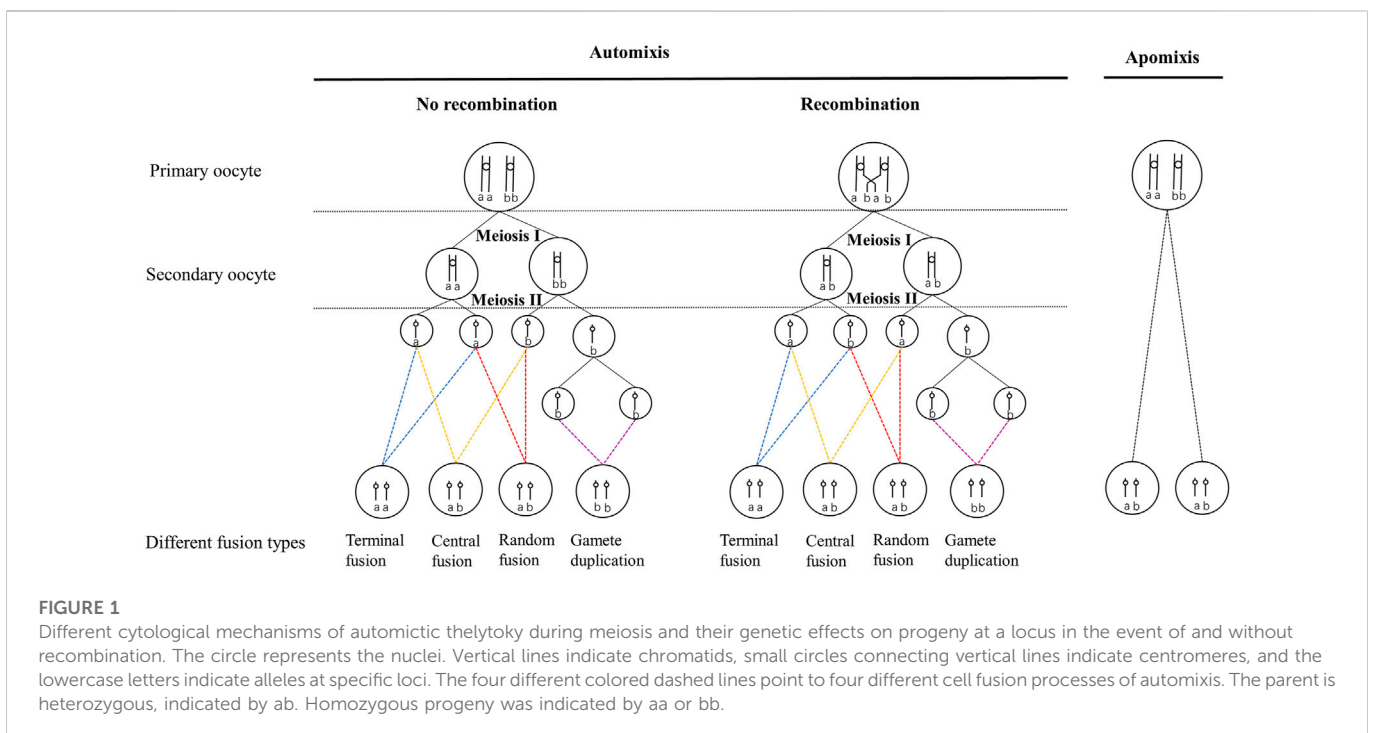 Automixis
Apomixis
No recombination
Recombination
Primary oocyte
a a bb
a b a b
a a bb
Meiosis I
Meiosis I
Secondary oocyte
a a
bb
a b
a b
Meiosis II
Meiosis II
a
a
b
b
a
b
a
b
b
b
b
b
a a
a b
a b
b b
a a
a b
a b
bb
a b
a b
Different fusion types
Terminal fusion
Central fusion
Random fusion
Gamete duplication
Terminal fusion
Central fusion
Random fusion
Gamete duplication
FIGURE 1
Different cytological mechanisms of automictic thelytoky during meiosis and their genetic effects on progeny at a locus in the event of and without
recombination. The circle represents the nuclei. Vertical lines indicate chromatids, small circles connecting vertical lines indicate centromeres, and the
lowercase letters indicate alleles at specific loci. The four different colored dashed lines point to four different cell fusion processes of automixis. The parent is
heterozygous, indicated by ab. Homozygous progeny was indicated by aa or bb.